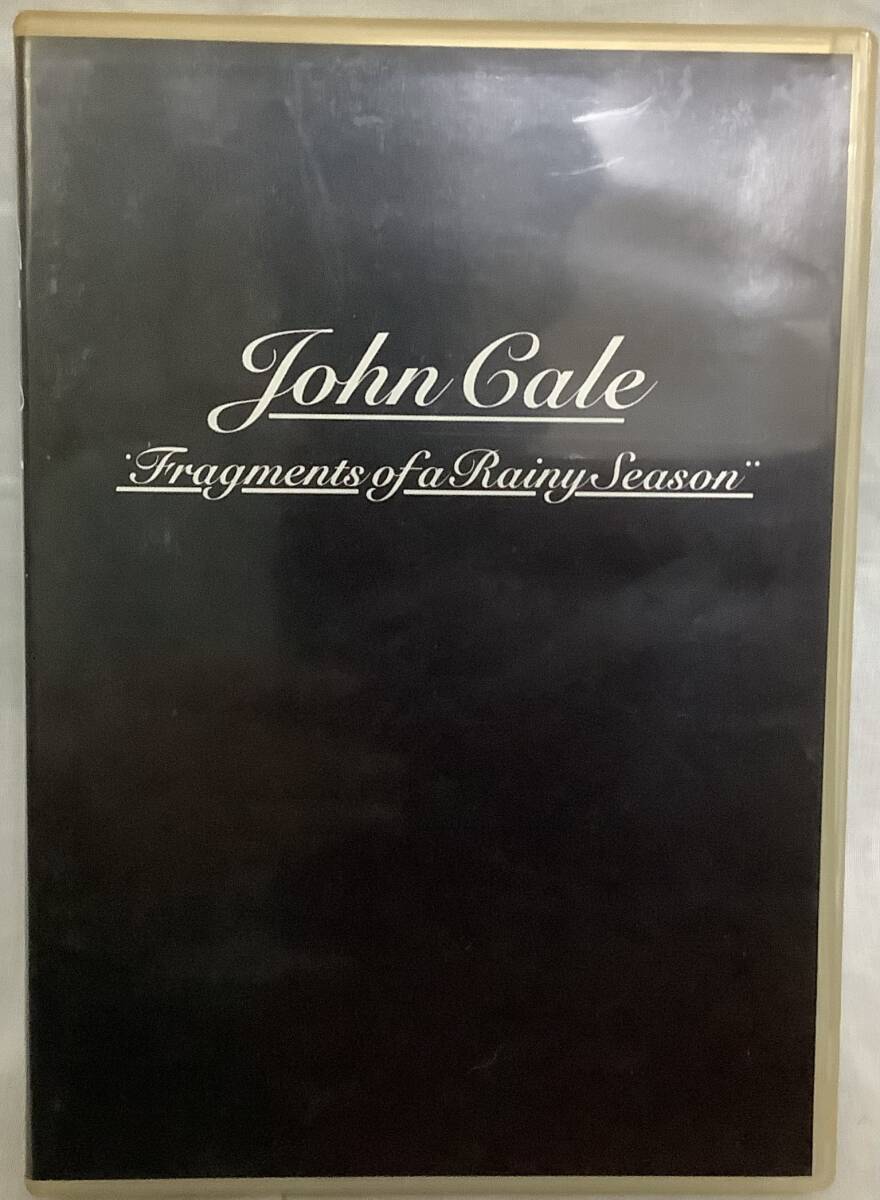 John Cale
"Fragments of a Rainy Season"